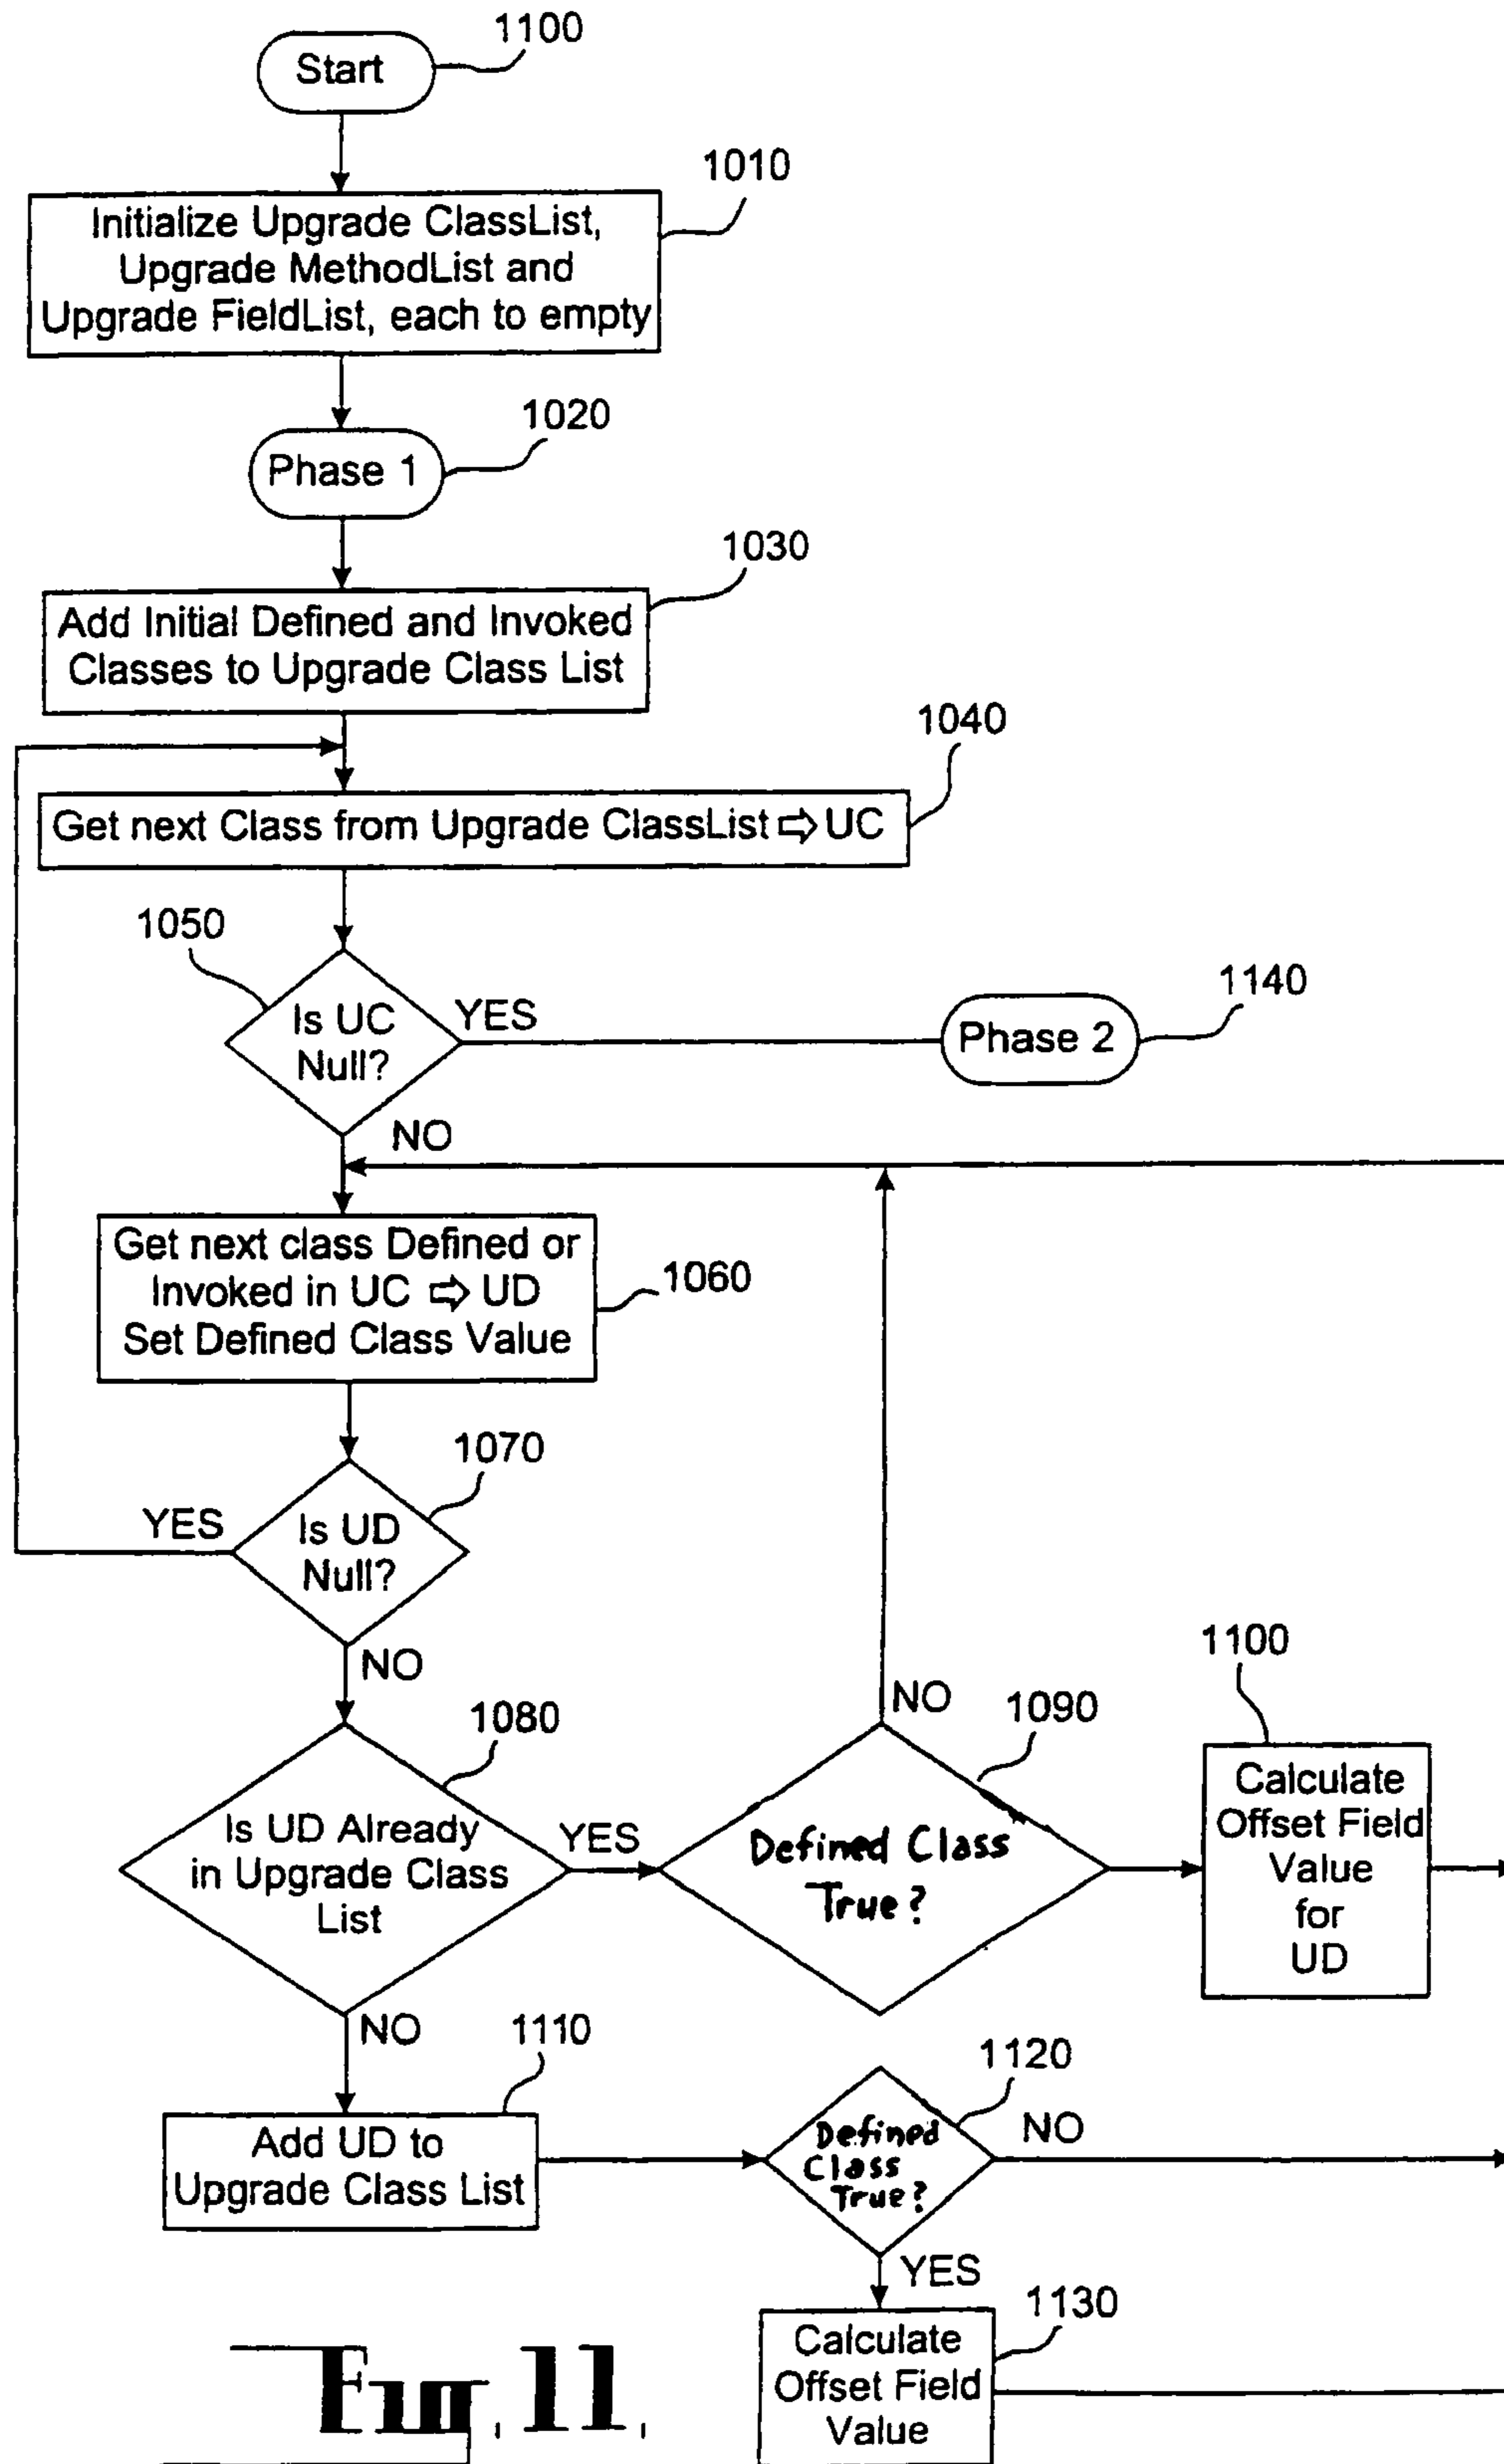 1100
Start
1010
Initialize Upgrade ClassList,
Upgrade MethodList and
Upgrade FieldList, each to empty
1020
Phase 1
1030
Add Initial Defined and Invoked
Classes to Upgrade Class List
1040
Get next Class from Upgrade ClassList ⇨ UC
1050
Is UC
Null?
YES
1140
Phase 2
NO
Get next class Defined or
Invoked in UC ⇨ UD
Set Defined Class Value
1060
1070
YES
Is UD
Null?
NO
1080
Is UD Already
in Upgrade Class
List
YES
NO
1090
Defined Class
True?
1100
Calculate
Offset Field
Value
for
UD
NO
1110
Add UD to
Upgrade Class List
1120
Defined
Class
True?
NO
YES
1130
Calculate
Offset Field
Value
Fig. 11.